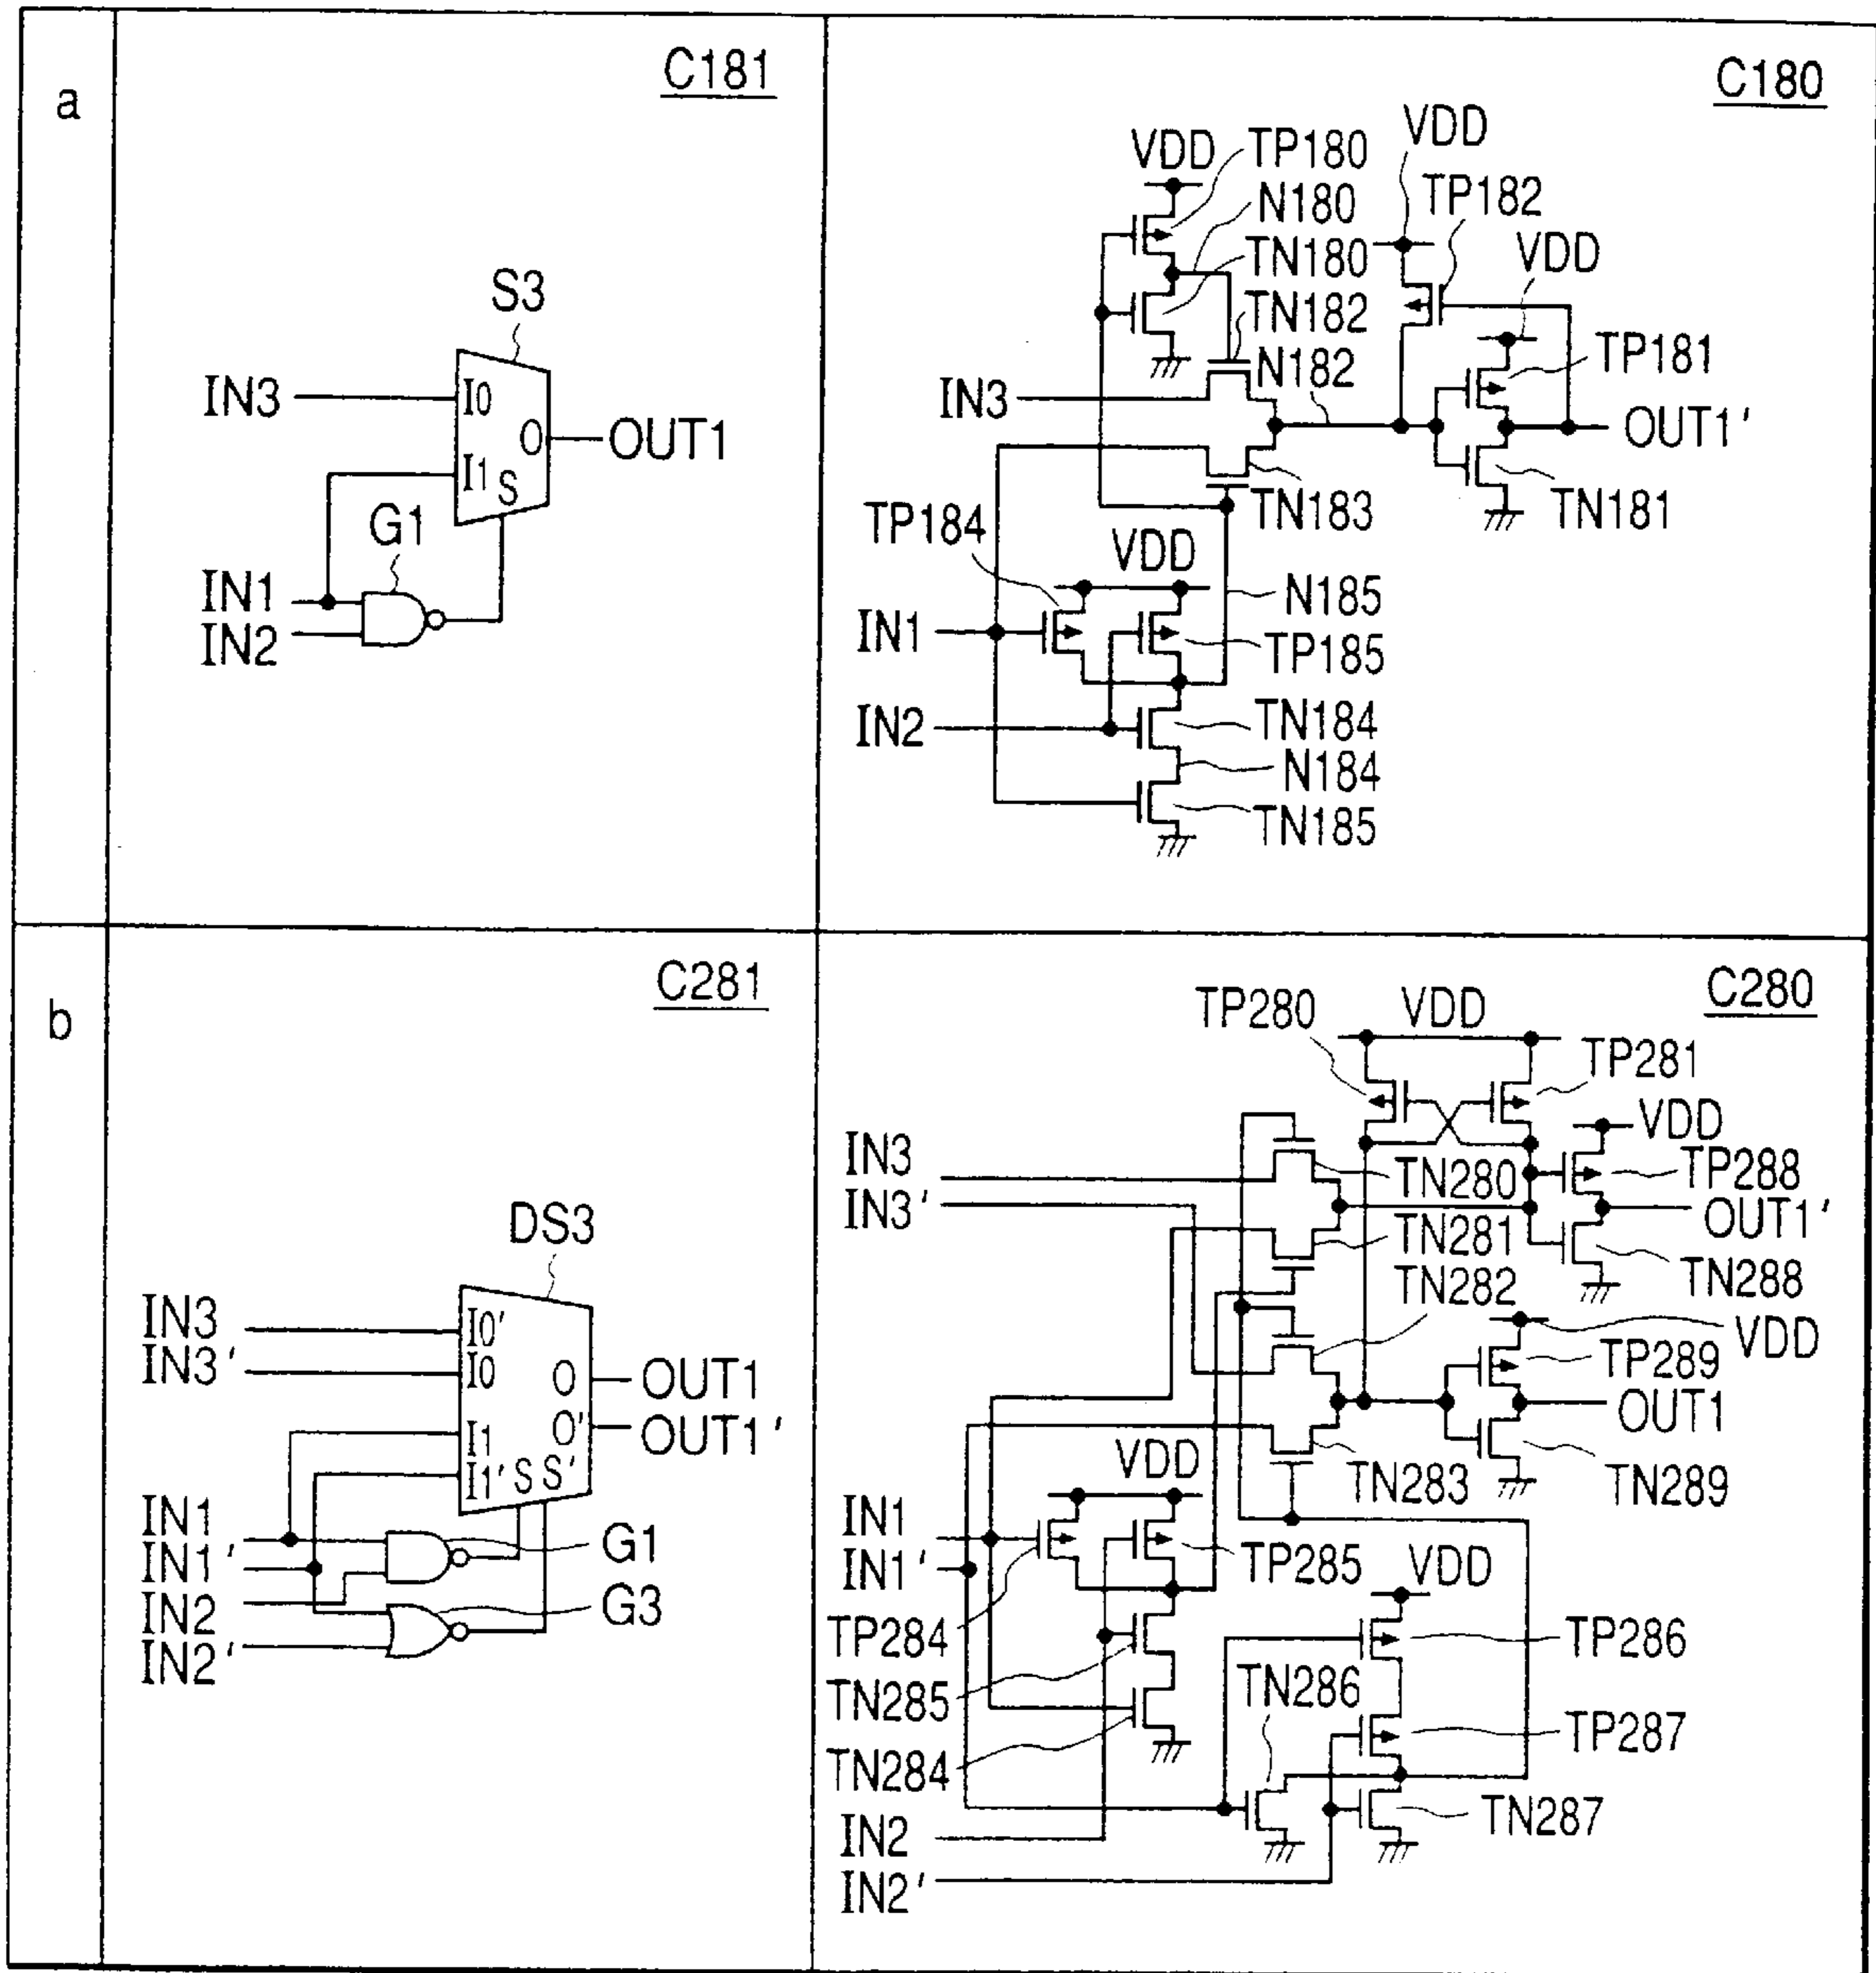 a
C181
S3
IN3
I0
O
OUT1
I1
S
G1
IN1
IN2
C180
VDD
TP180
VDD
N180
TP182
TN180
VDD
TN182
N182
TP181
IN3
OUT1'
TN183
TN181
TP184
VDD
N185
IN1
TP185
IN2
TN184
N184
TN185
b
C281
DS3
IN3
I0'
IN3'
I0
O
OUT1
O'
OUT1'
I1
I1'
S
S'
IN1
IN1'
G1
IN2
G3
IN2'
C280
TP280
VDD
TP281
VDD
IN3
TN280
TP288
IN3'
OUT1'
TN281
TN288
TN282
VDD
TP289
OUT1
VDD
TN283
TN289
IN1
IN1'
TP285
VDD
TP284
TP286
TN285
TN286
TP287
TN284
TN287
IN2
IN2'